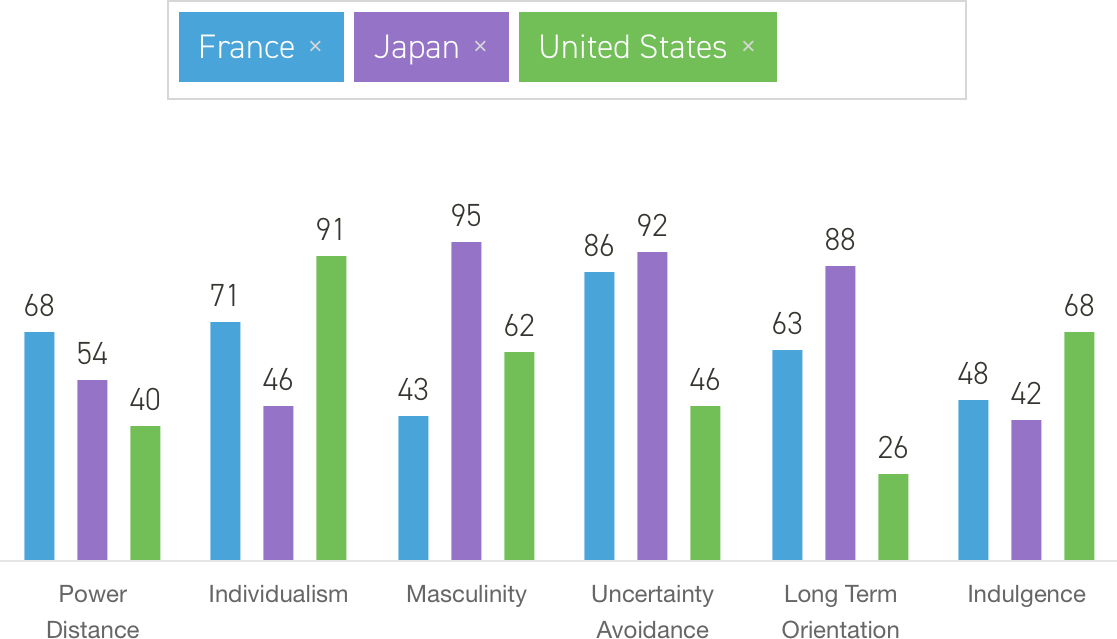 France × Japan × United States ×
68 54 40
71 46 91
43 95 62
86 92 46
63 88 26
48 42 68
Power
Distance
Individualism
Masculinity
Uncertainty
Avoidance
Long Term
Orientation
Indulgence